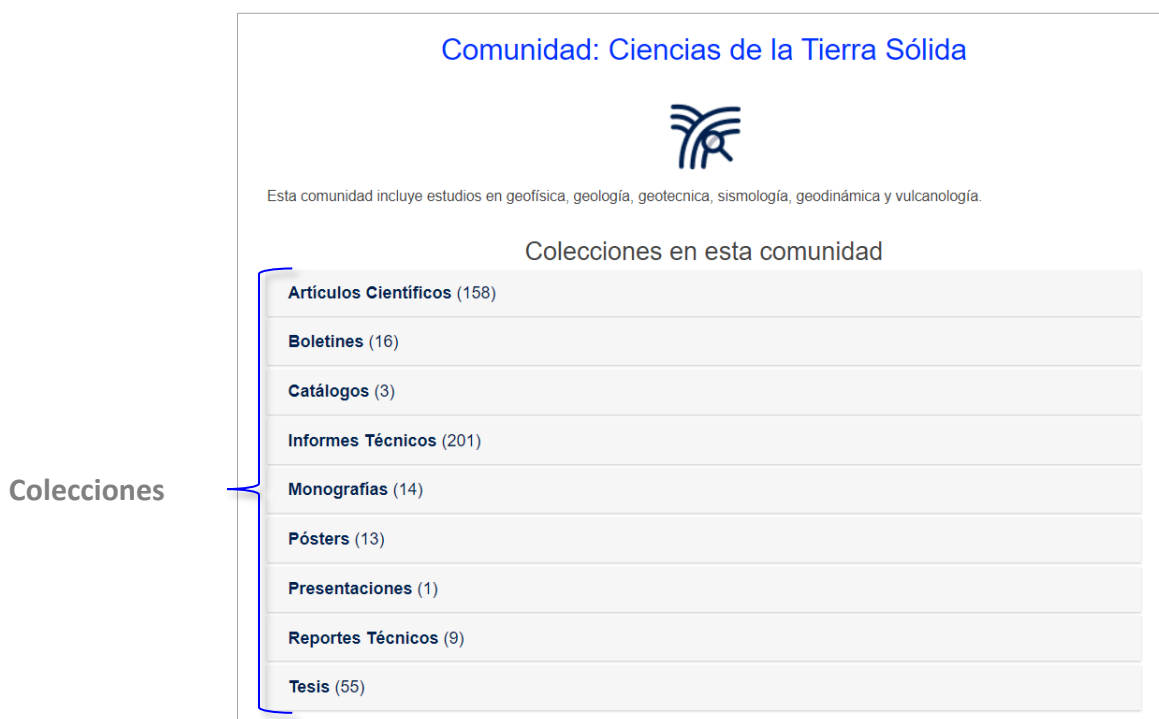 Comunidad: Ciencias de la Tierra Sólida
Esta comunidad incluye estudios en geofísica, geología, geotecnica, sismología, geodinámica y vulcanología.
Colecciones en esta comunidad
Artículos Científicos (158)
Boletines (16)
Catálogos (3)
Informes Técnicos (201)
Colecciones
Monografías (14)
Pósters (13)
Presentaciones (1)
Reportes Técnicos (9)
Tesis (55)